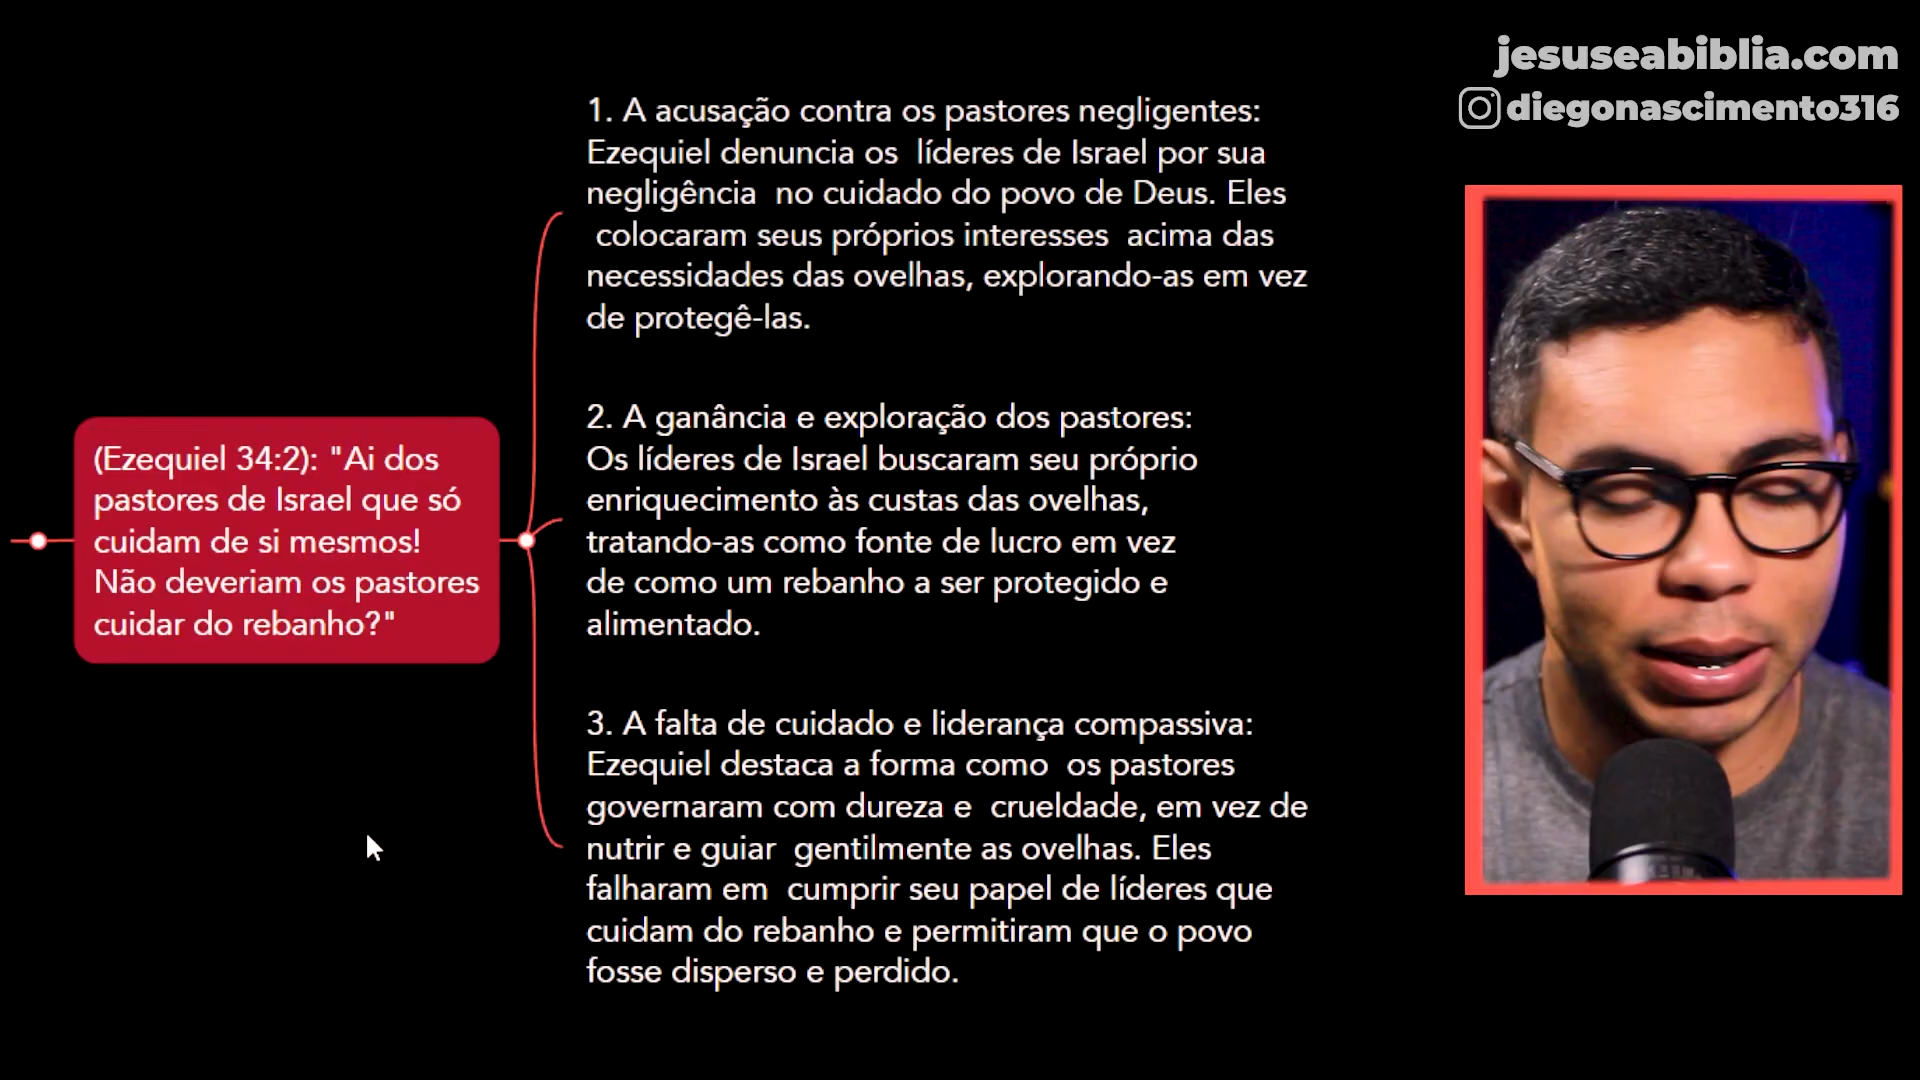 jesuseabiblia.com
diegonascimento316
(Ezequiel 34:2): "Ai dos
pastores de Israel que só
cuidam de si mesmos!
Não deveriam os pastores
cuidar do rebanho?"
1. A acusação contra os pastores negligentes:
Ezequiel denuncia os líderes de Israel por sua
negligência no cuidado do povo de Deus. Eles
colocaram seus próprios interesses acima das
necessidades das ovelhas, explorando-as em vez
de protegê-las.
2. A ganância e exploração dos pastores:
Os líderes de Israel buscaram seu próprio
enriquecimento às custas das ovelhas,
tratando-as como fonte de lucro em vez
de como um rebanho a ser protegido e
alimentado.
3. A falta de cuidado e liderança compassiva:
Ezequiel destaca a forma como os pastores
governaram com dureza e crueldade, em vez de
nutrir e guiar gentilmente as ovelhas. Eles
falharam em cumprir seu papel de líderes que
cuidam do rebanho e permitiram que o povo
fosse disperso e perdido.